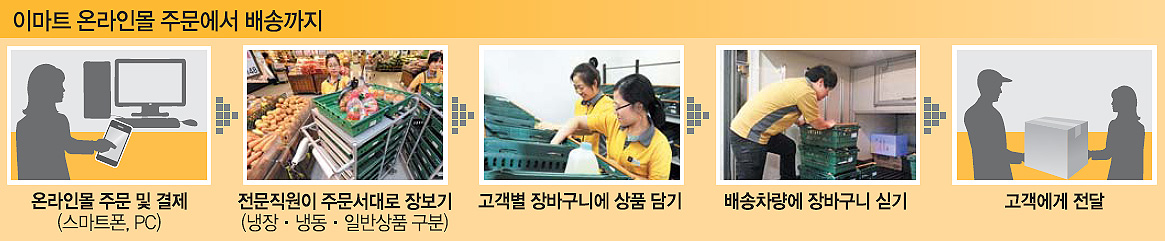 이마트 온라인몰 주문에서 배송까지
온라인몰 주문 및 결제
(스마트폰, PC)
전문직원이 주문서대로 장보기
(냉장·냉동·일반상품 구분)
고객별 장바구니에 상품 담기
배송차량에 장바구니 싣기
고객에게 전달